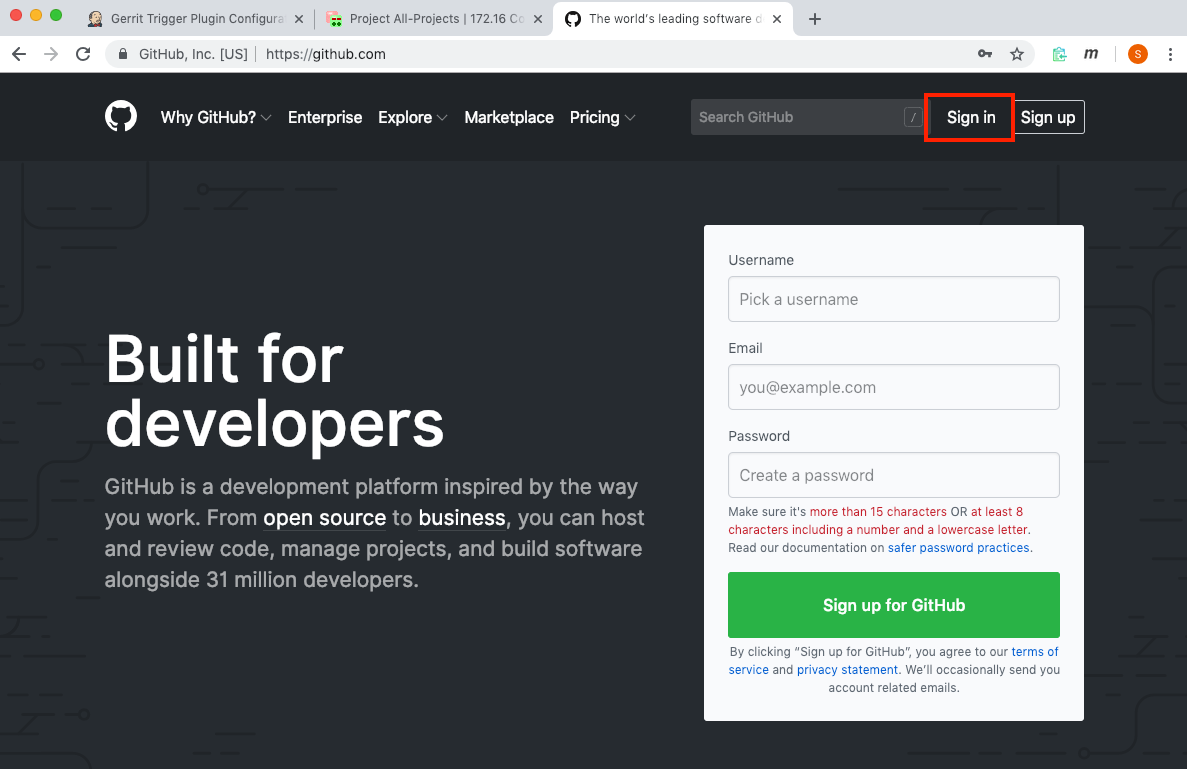 Gerrit Trigger Plugin Configura
Project All-Projects | 172.16 Co
The world's leading software d
GitHub, Inc. [US] https://github.com
m
S
Why GitHub? Enterprise Explore Marketplace Pricing
Search GitHub /
Sign in Sign up
Built for
developers
GitHub is a development platform inspired by the way
you work. From open source to business, you can host
and review code, manage projects, and build software
alongside 31 million developers.
Username
Pick a username
Email
you@example.com
Password
Create a password
Make sure it's more than 15 characters OR at least 8
characters including a number and a lowercase letter.
Read our documentation on safer password practices.
Sign up for GitHub
By clicking “Sign up for GitHub”, you agree to our terms of
service and privacy statement. We’ll occasionally send you
account related emails.